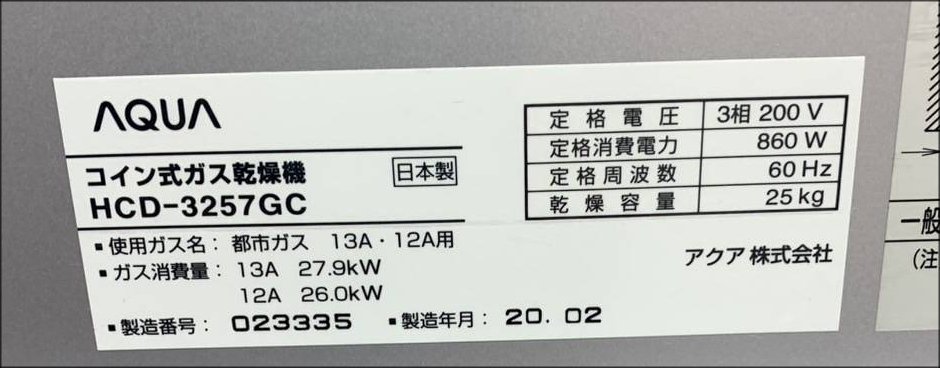 AQUA
コイン式ガス乾燥機
日本製
HCD-3257GC
▪使用ガス名： 都市ガス 13A・12A用
▪ガス消費量： 13A 27.9kW
12A 26.0kW
▪製造番号： 023335 ▪製造年月： 20. 02
定格電圧 3相 200 V
定格消費電力 860 W
定格周波数 60 Hz
乾燥容量 25 kg
アクア 株式会社
一般
(注